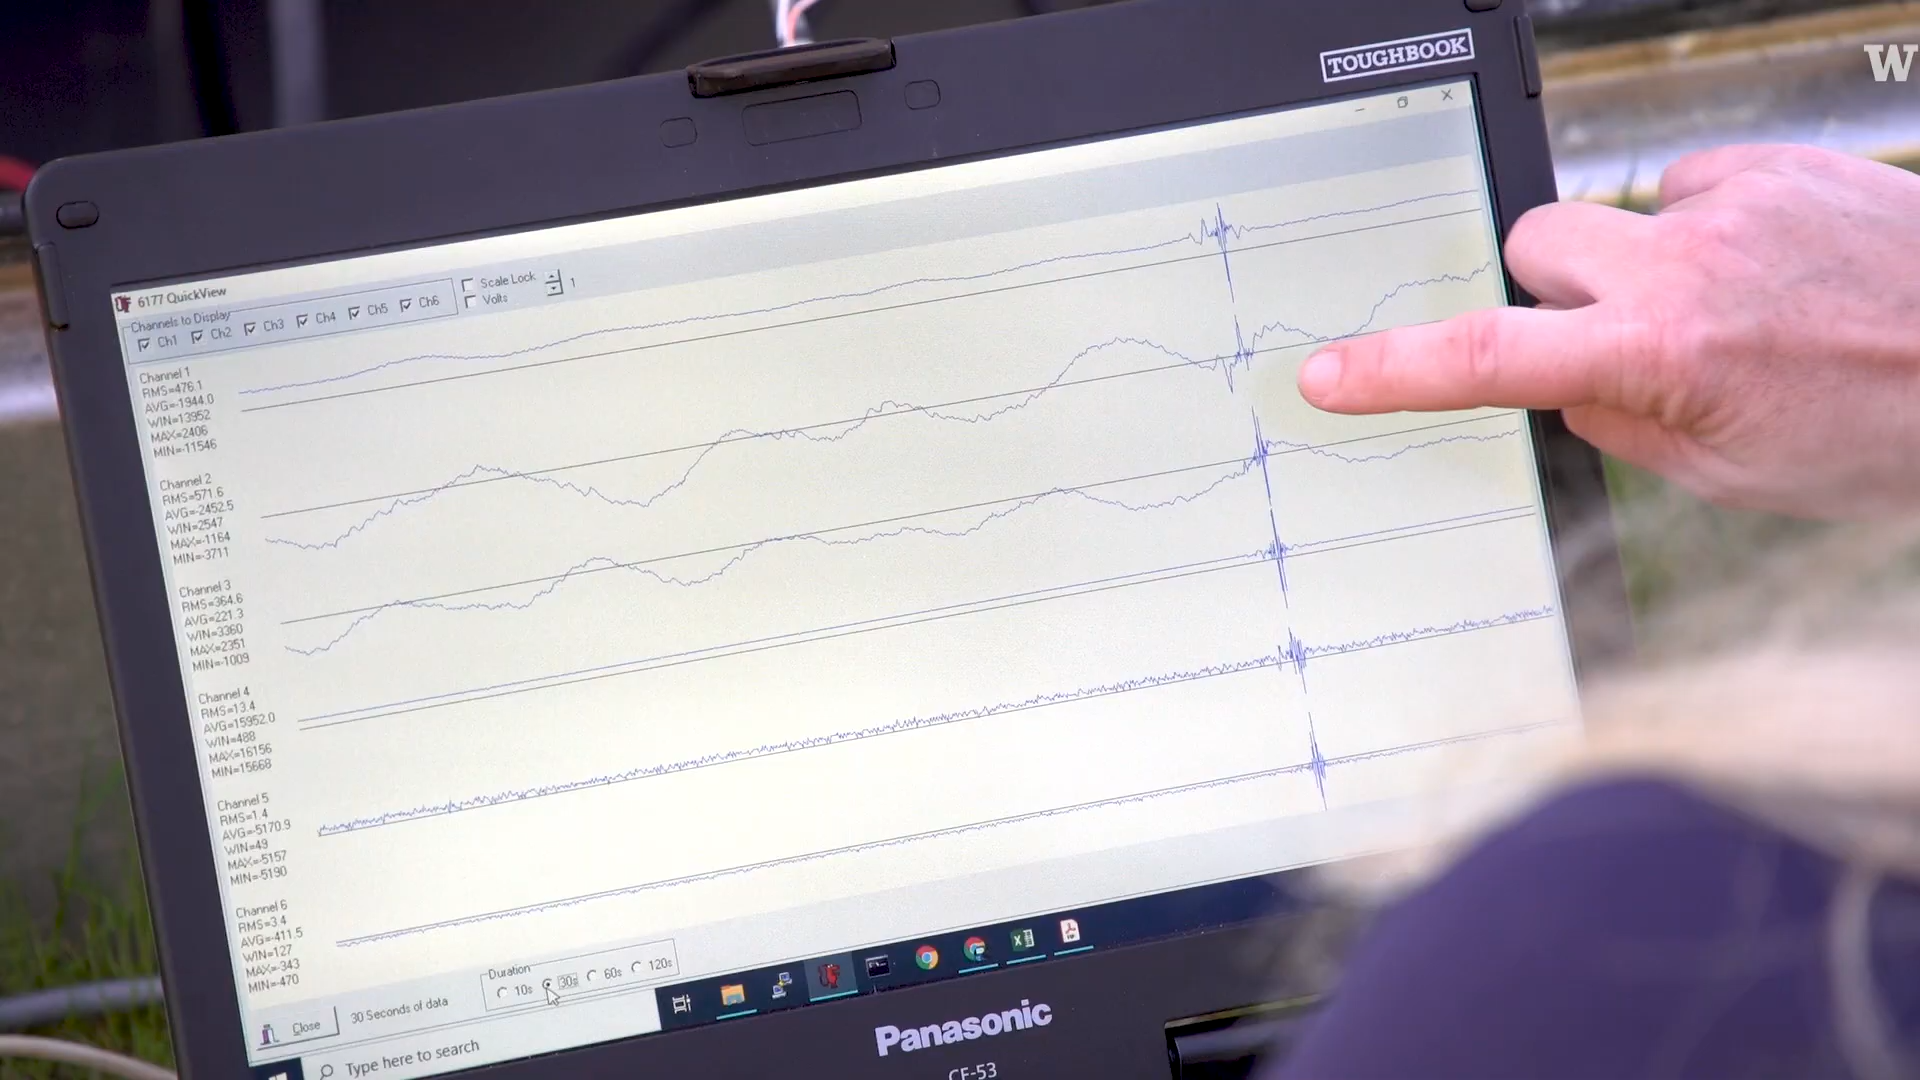 W
TOUGHBOOK
6177 QuickView
Channels to Display
Ch1 Ch2 Ch3 Ch4 Ch5 Ch6
Scale Lock
Volts
1
Channel 1
RMS=476.1
AVG=-1944.0
WIN=13952
MAX=2406
MIN=-11546
Channel 2
RMS=571.6
AVG=-2452.5
WIN=2547
MAX=-1164
MIN=-3711
Channel 3
RMS=364.6
AVG=221.3
WIN=3360
MAX=2351
MIN=-1009
Channel 4
RMS=13.4
AVG=15952.0
WIN=488
MAX=16156
MIN=15668
Channel 5
RMS=1.4
AVG=-5170.9
WIN=49
MAX=-5157
MIN=-5190
Channel 6
RMS=3.4
AVG=-411.5
WIN=127
MAX=-343
MIN=-470
Close
30 Seconds of data
Duration
10s 30s 60s 120s
Type here to search
Panasonic
CF-53